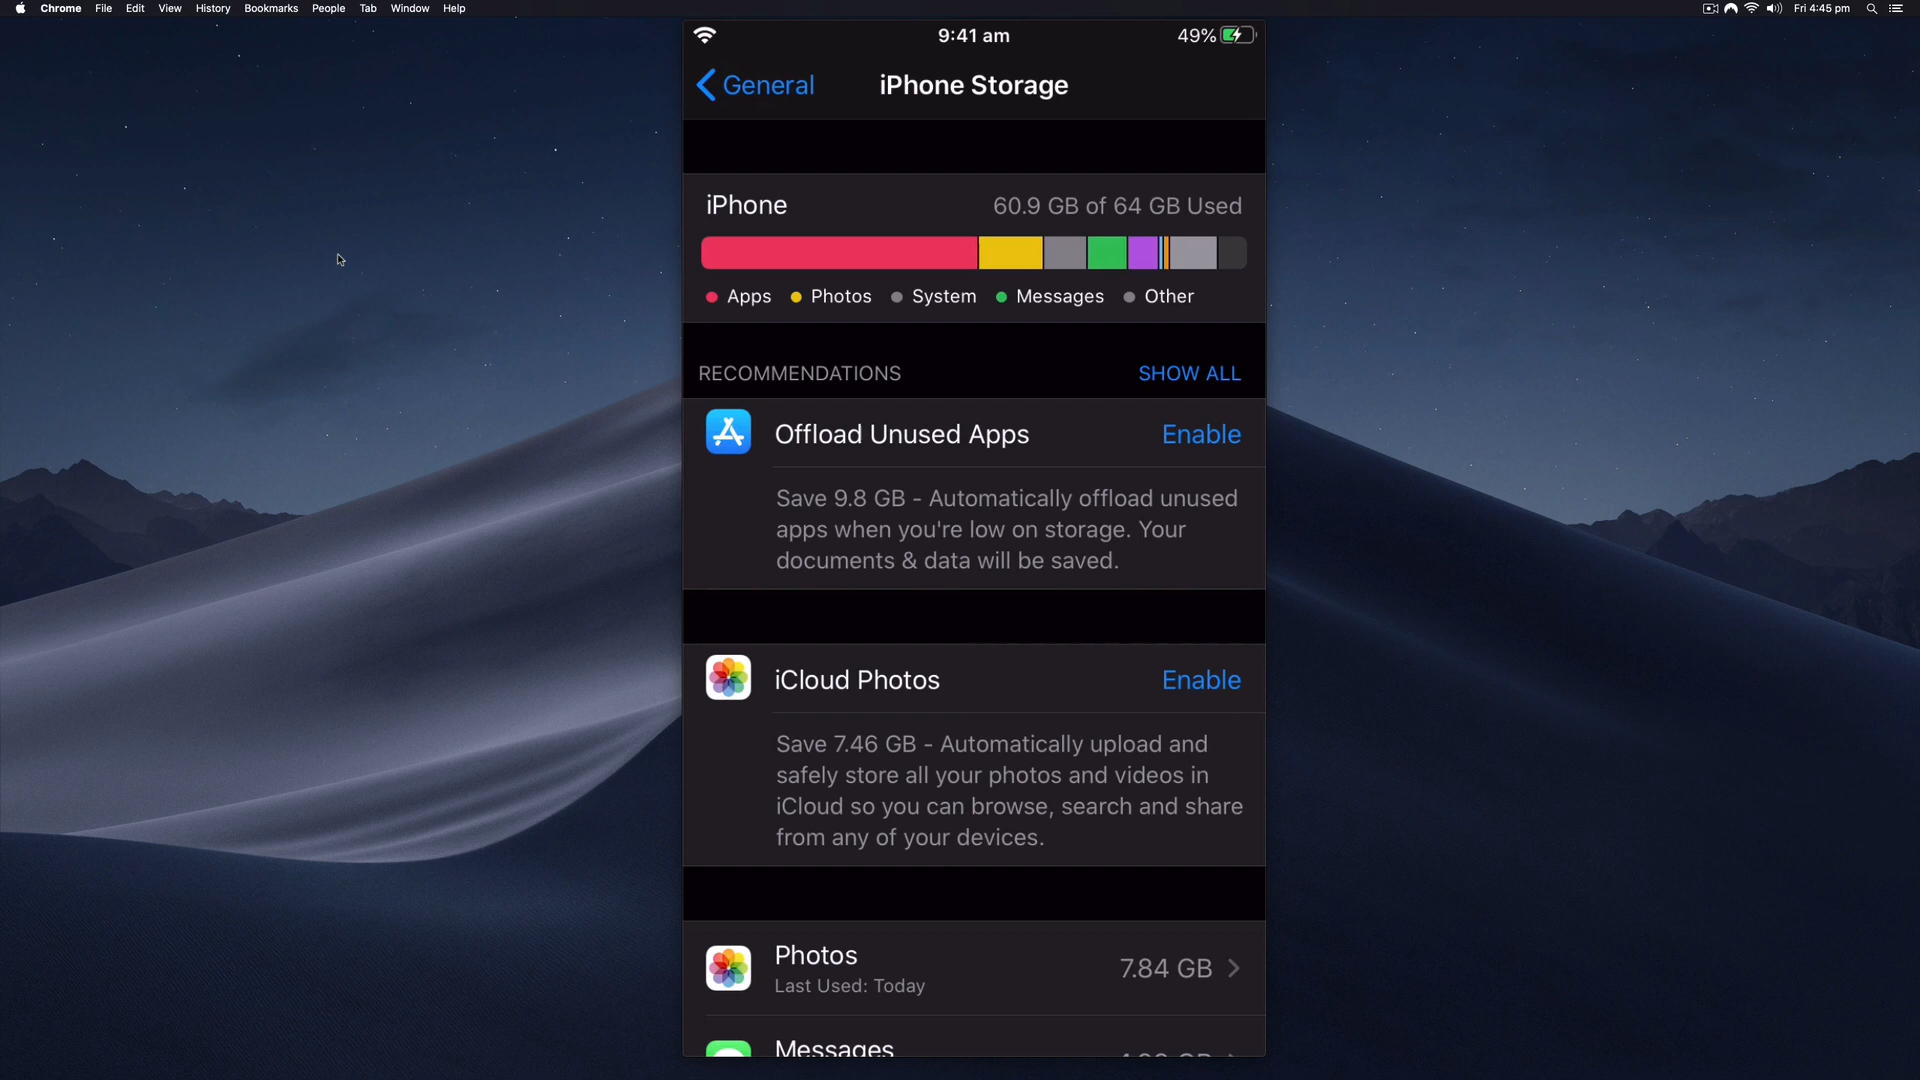 Chrome File Edit View History Bookmarks People Tab Window Help Fri 4:45 pm
9:41 am 49%
General iPhone Storage
iPhone 60.9 GB of 64 GB Used
Apps Photos System Messages Other
RECOMMENDATIONS SHOW ALL
Offload Unused Apps Enable
Save 9.8 GB - Automatically offload unused
apps when you're low on storage. Your
documents & data will be saved.
iCloud Photos Enable
Save 7.46 GB - Automatically upload and
safely store all your photos and videos in
iCloud so you can browse, search and share
from any of your devices.
Photos
7.84 GB
Last Used: Today
Messages